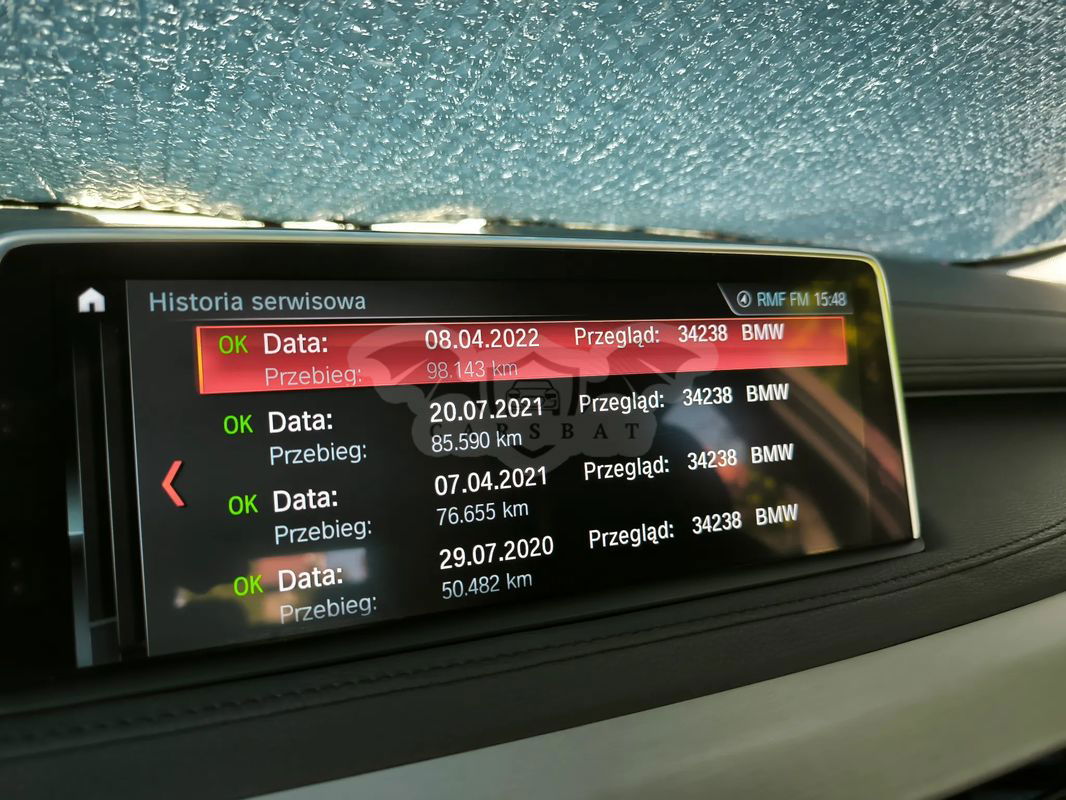 Historia serwisowa
RMF FM 15:48
OK Data: 08.04.2022 Przegląd: 34238 BMW
Przebieg: 98.143 km
OK Data: 20.07.2021 Przegląd: 34238 BMW
Przebieg: 85.590 km
OK Data: 07.04.2021 Przegląd: 34238 BMW
Przebieg: 76.655 km
OK Data: 29.07.2020 Przegląd: 34238 BMW
Przebieg: 50.482 km
CARSBAT